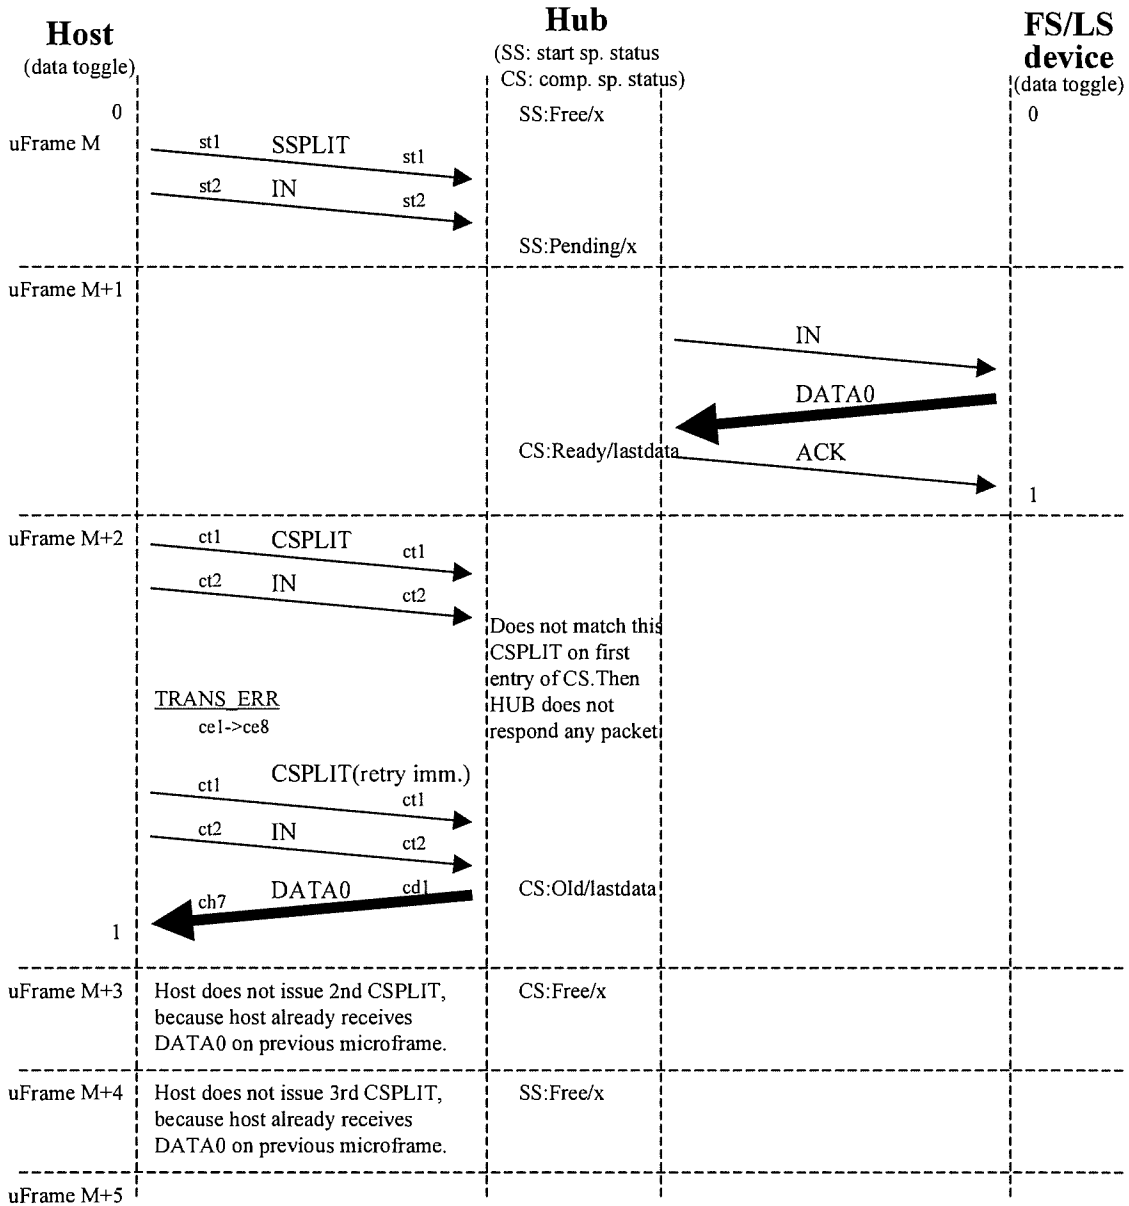 Host
(data toggle)
Hub
(SS: start sp. status
CS: comp. sp. status)
FS/LS
device
(data toggle)
0
SS:Free/x
0
uFrame M
st1 SSPLIT st1
st2 IN st2
SS:Pending/x
uFrame M+1
IN
DATA0
CS:Ready/lastdata
ACK
1
uFrame M+2
ct1 CSPLIT ct1
ct2 IN ct2
Does not match this
CSPLIT on first
entry of CS.Then
HUB does not
respond any packet
TRANS_ERR
ce1->ce8
CSPLIT(retry imm.)
ct1 ct1
ct2 IN ct2
ch7 DATA0 cd1
CS:Old/lastdata
1
uFrame M+3
Host does not issue 2nd CSPLIT,
because host already receives
DATA0 on previous microframe.
CS:Free/x
uFrame M+4
Host does not issue 3rd CSPLIT,
because host already receives
DATA0 on previous microframe.
SS:Free/x
uFrame M+5